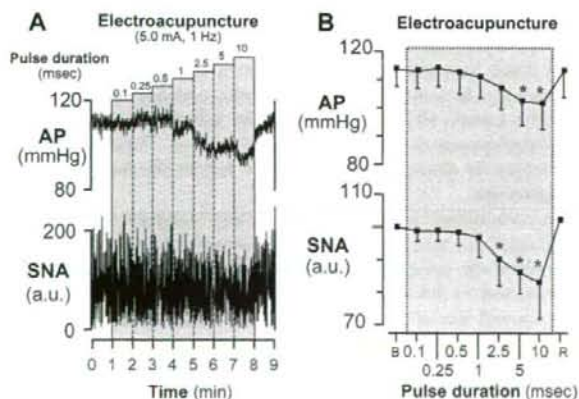 A
Electroacupuncture
(5.0 mA, 1 Hz)
Pulse duration
(msec)
0.1
0.25
0.5
1
2.5
5
10
120
AP
(mmHg)
80
200
SNA
(a.u.)
0
0 1 2 3 4 5 6 7 8 9
Time (min)
B
Electroacupuncture
120
AP
(mmHg)
80
* *
100
SNA
(a.u.)
70
* * *
B 0.1 0.5 2.5 10 R
0.25 1 5 (msec)
Pulse duration